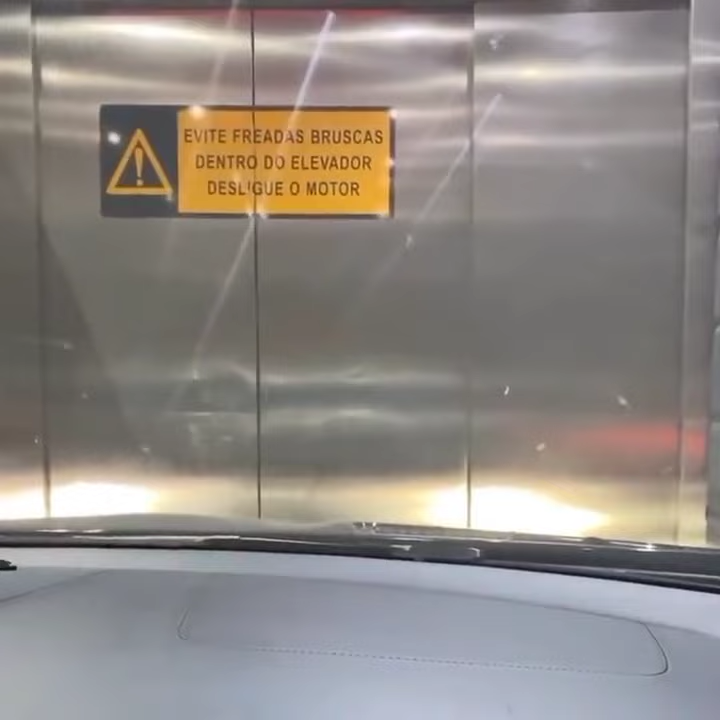 EVITE FREADAS BRUSCAS
DENTRO DO ELEVADOR
DESLIGUE O MOTOR